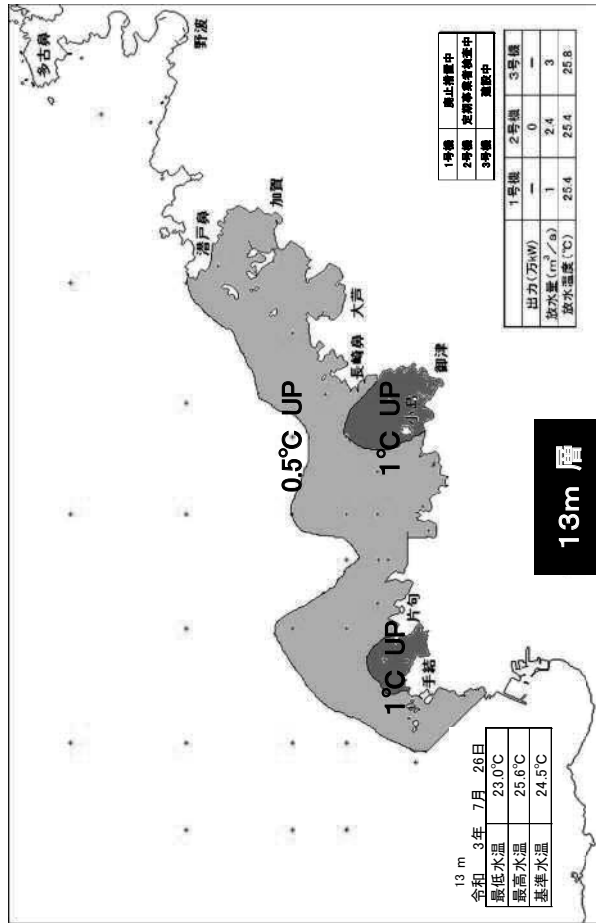 多古鼻
野波
潜戸鼻
加賀
大芦
長崎鼻
御津
小島
0.5℃ UP
1℃ UP
1℃ UP
片句
手結
1号機 廃止措置中
2号機 定期事業者検査中
3号機 建設中
1号機 2号機 3号機
出力(万kW) － 0 －
放水量(m³/s) 1 2.4 3
放水温度(℃) 25.4 25.4 25.8
13m 層
13 m
令和 3年 7月 26日
最低水温 23.0℃
最高水温 25.6℃
基準水温 24.5℃